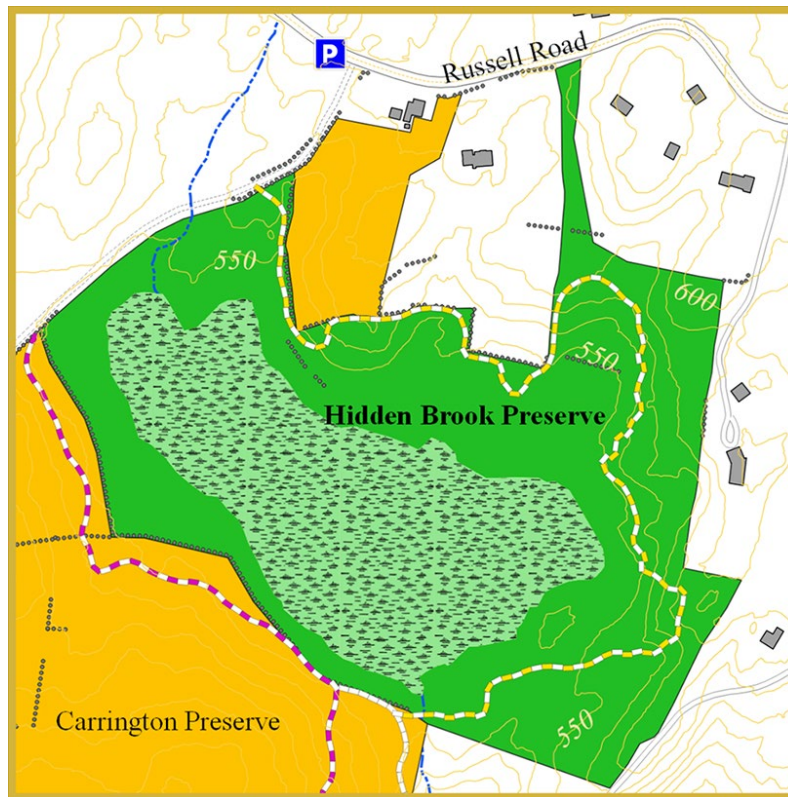 P
Russell Road
550
600
550
Hidden Brook Preserve
Carrington Preserve
550